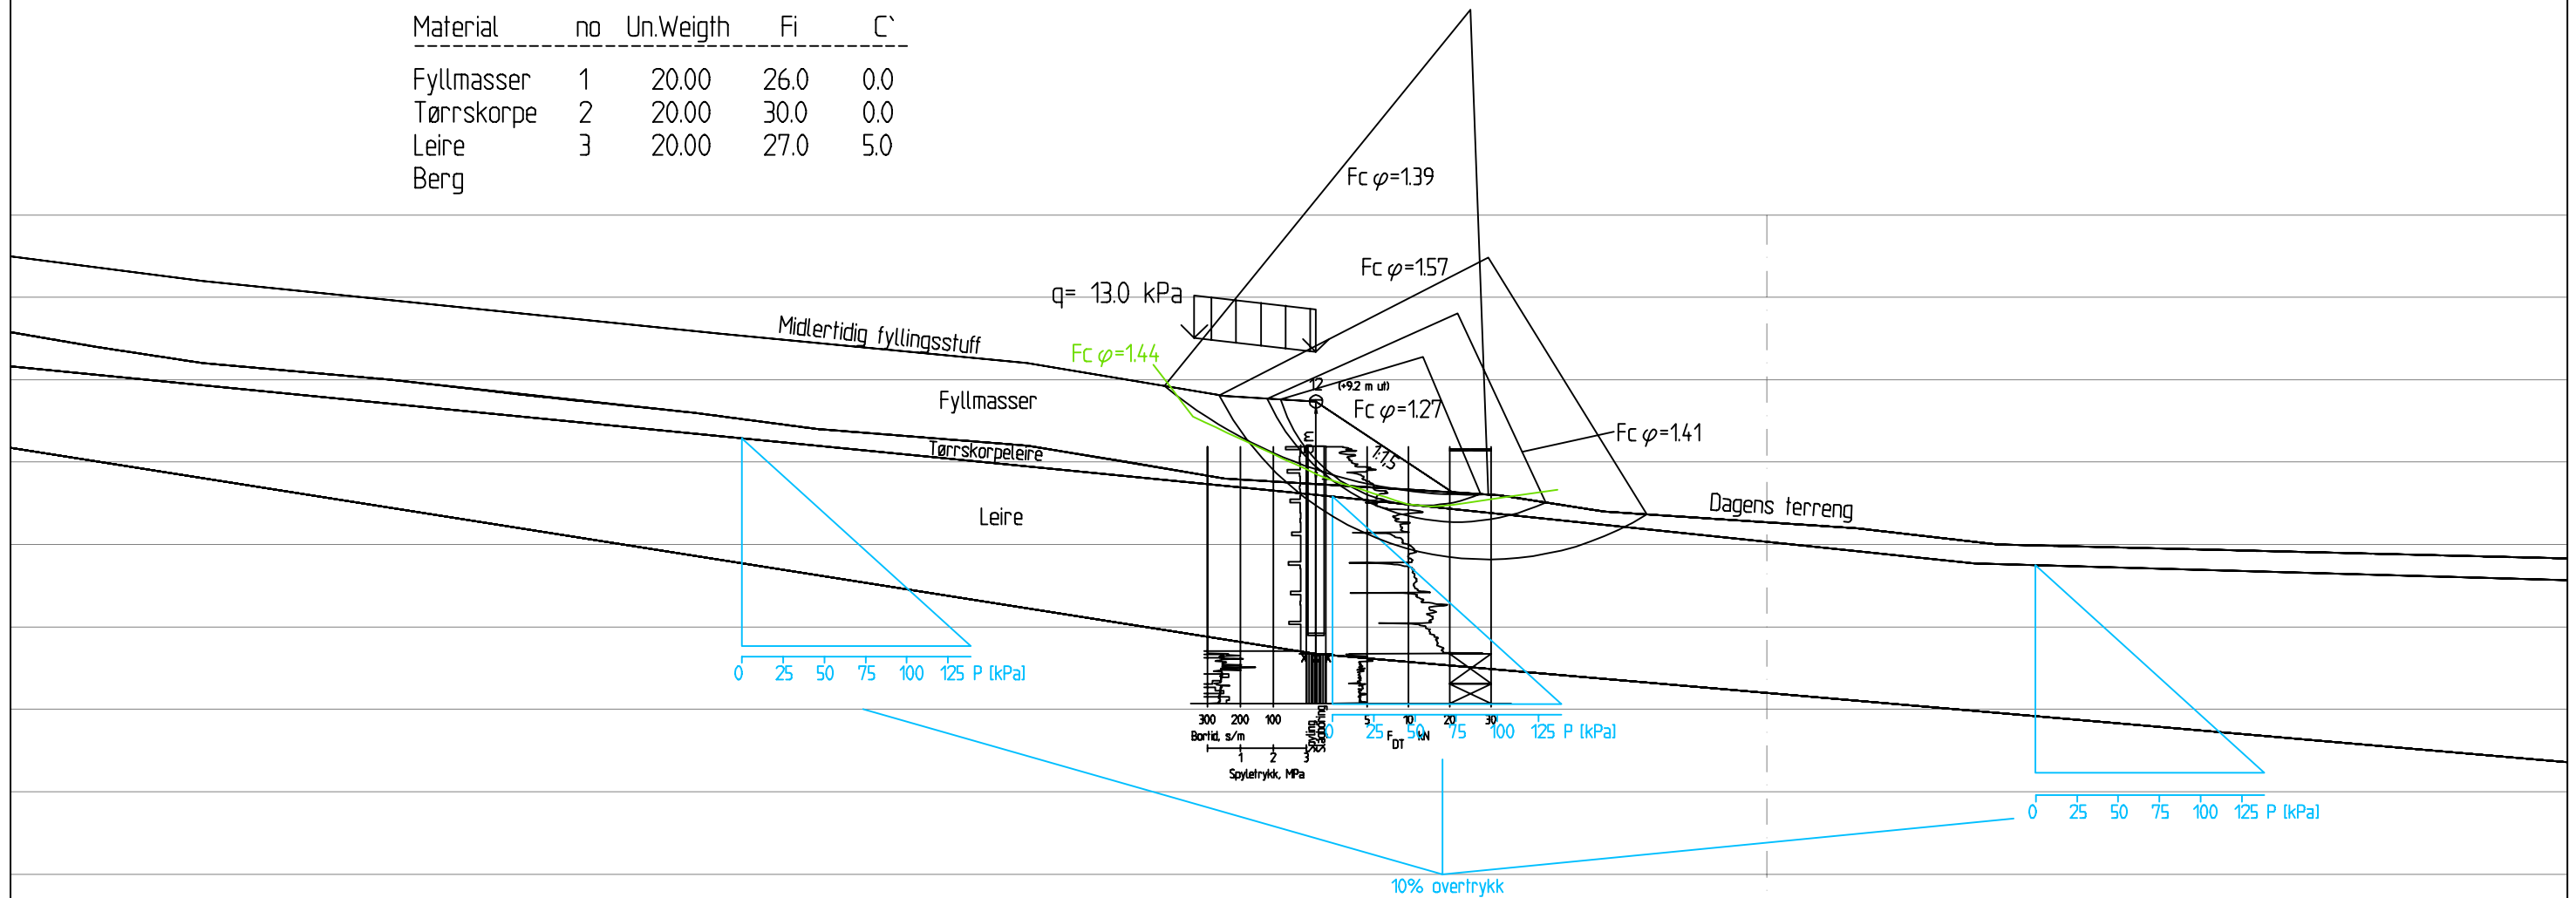 Material no Un.Weigth Fi C`
Fyllmasser 1 20.00 26.0 0.0
Tørrskorpe 2 20.00 30.0 0.0
Leire 3 20.00 27.0 5.0
Berg
Fc φ=1.39
Fc φ=1.57
q= 13.0 kPa
Midlertidig fyllingsstuff
Fc φ=1.44
12 (+9.2 m ut)
Fyllmasser
Fc φ=1.27
Fc φ=1.41
Tørrskorpeleire
1:1,5
Dagens terreng
Leire
0 25 50 75 100 125 P [kPa]
300 200 100
5 10 20 30
Bortid, s/m
Spyling
Slagboring
F DT kN
0 25 50 75 100 125 P [kPa]
1 2 3
Spyletrykk, MPa
0 25 50 75 100 125 P [kPa]
10% overtrykk